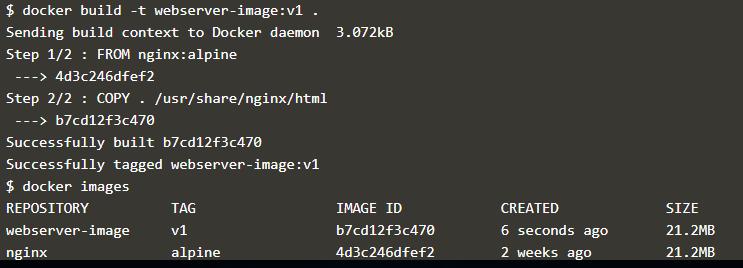 $ docker build -t webserver-image:v1 .
Sending build context to Docker daemon  3.072kB
Step 1/2 : FROM nginx:alpine
 ---> 4d3c246dfef2
Step 2/2 : COPY . /usr/share/nginx/html
 ---> b7cd12f3c470
Successfully built b7cd12f3c470
Successfully tagged webserver-image:v1
$ docker images
REPOSITORY          TAG                 IMAGE ID            CREATED             SIZE
webserver-image     v1                  b7cd12f3c470        6 seconds ago       21.2MB
nginx               alpine              4d3c246dfef2        2 weeks ago         21.2MB